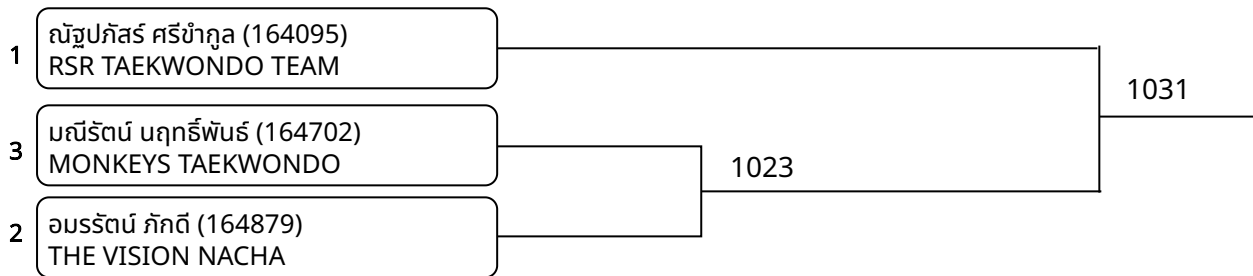 1
ณัฐปภัสร์ ศรีขำกูล (164095)
RSR TAEKWONDO TEAM
1031
3
มณีรัตน์ นฤทธิ์พันธ์ (164702)
MONKEYS TAEKWONDO
1023
2
อมรรัตน์ ภักดี (164879)
THE VISION NACHA